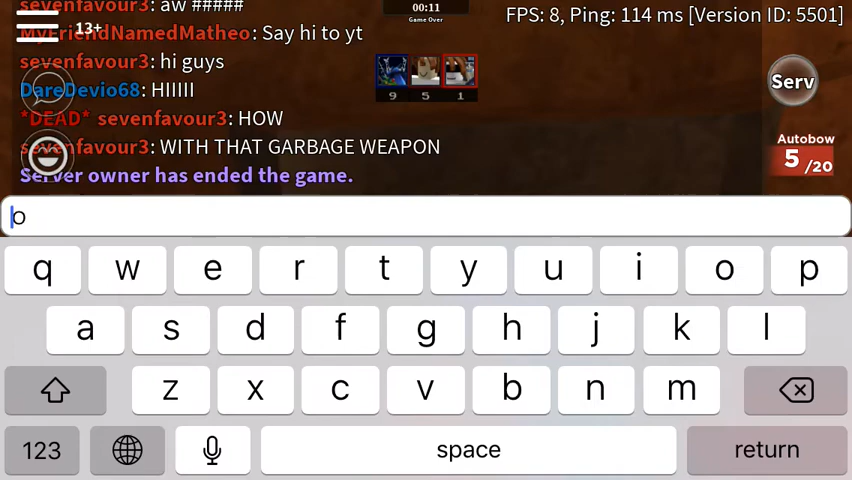 sevenfavour3: aw #####
00:11
Game Over
FPS: 8, Ping: 114 ms [Version ID: 5501]
13+
MyFriendNamedMatheo: Say hi to yt
sevenfavour3: hi guys
DareDevio68: HIIIII
9 5 1
Serv
*DEAD* sevenfavour3: HOW
sevenfavour3: WITH THAT GARBAGE WEAPON
Server owner has ended the game.
Autobow
5 /20
o
q w e r t y u i o p
a s d f g h j k l
z x c v b n m
123 space return